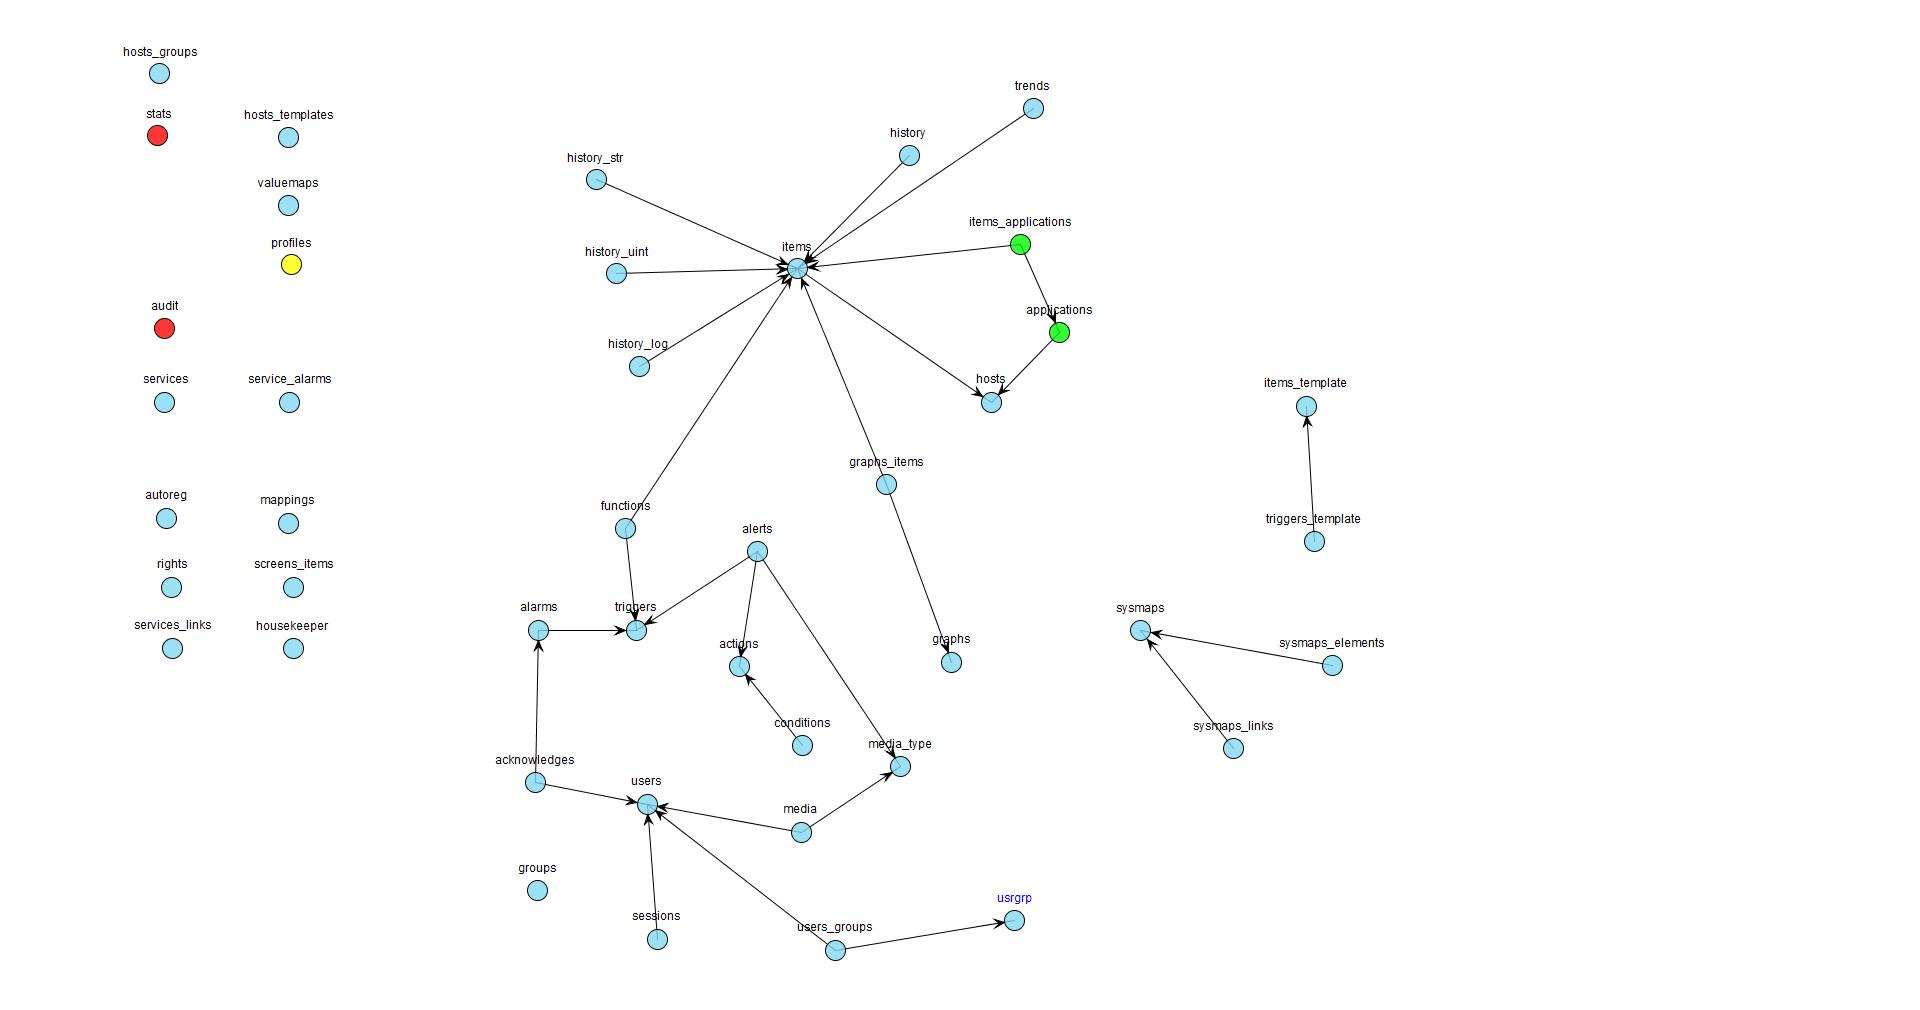 hosts_groups
stats
hosts_templates
valuemaps
profiles
audit
services
service_alarms
autoreg
mappings
rights
screens_items
services_links
housekeeper
trends
history
history_str
items_applications
items
history_uint
applications
history_log
hosts
items_template
graphs_items
functions
triggers_template
alerts
alarms
triggers
sysmaps
actions
graphs
sysmaps_elements
conditions
sysmaps_links
media_type
acknowledges
users
media
groups
usrgrp
sessions
users_groups